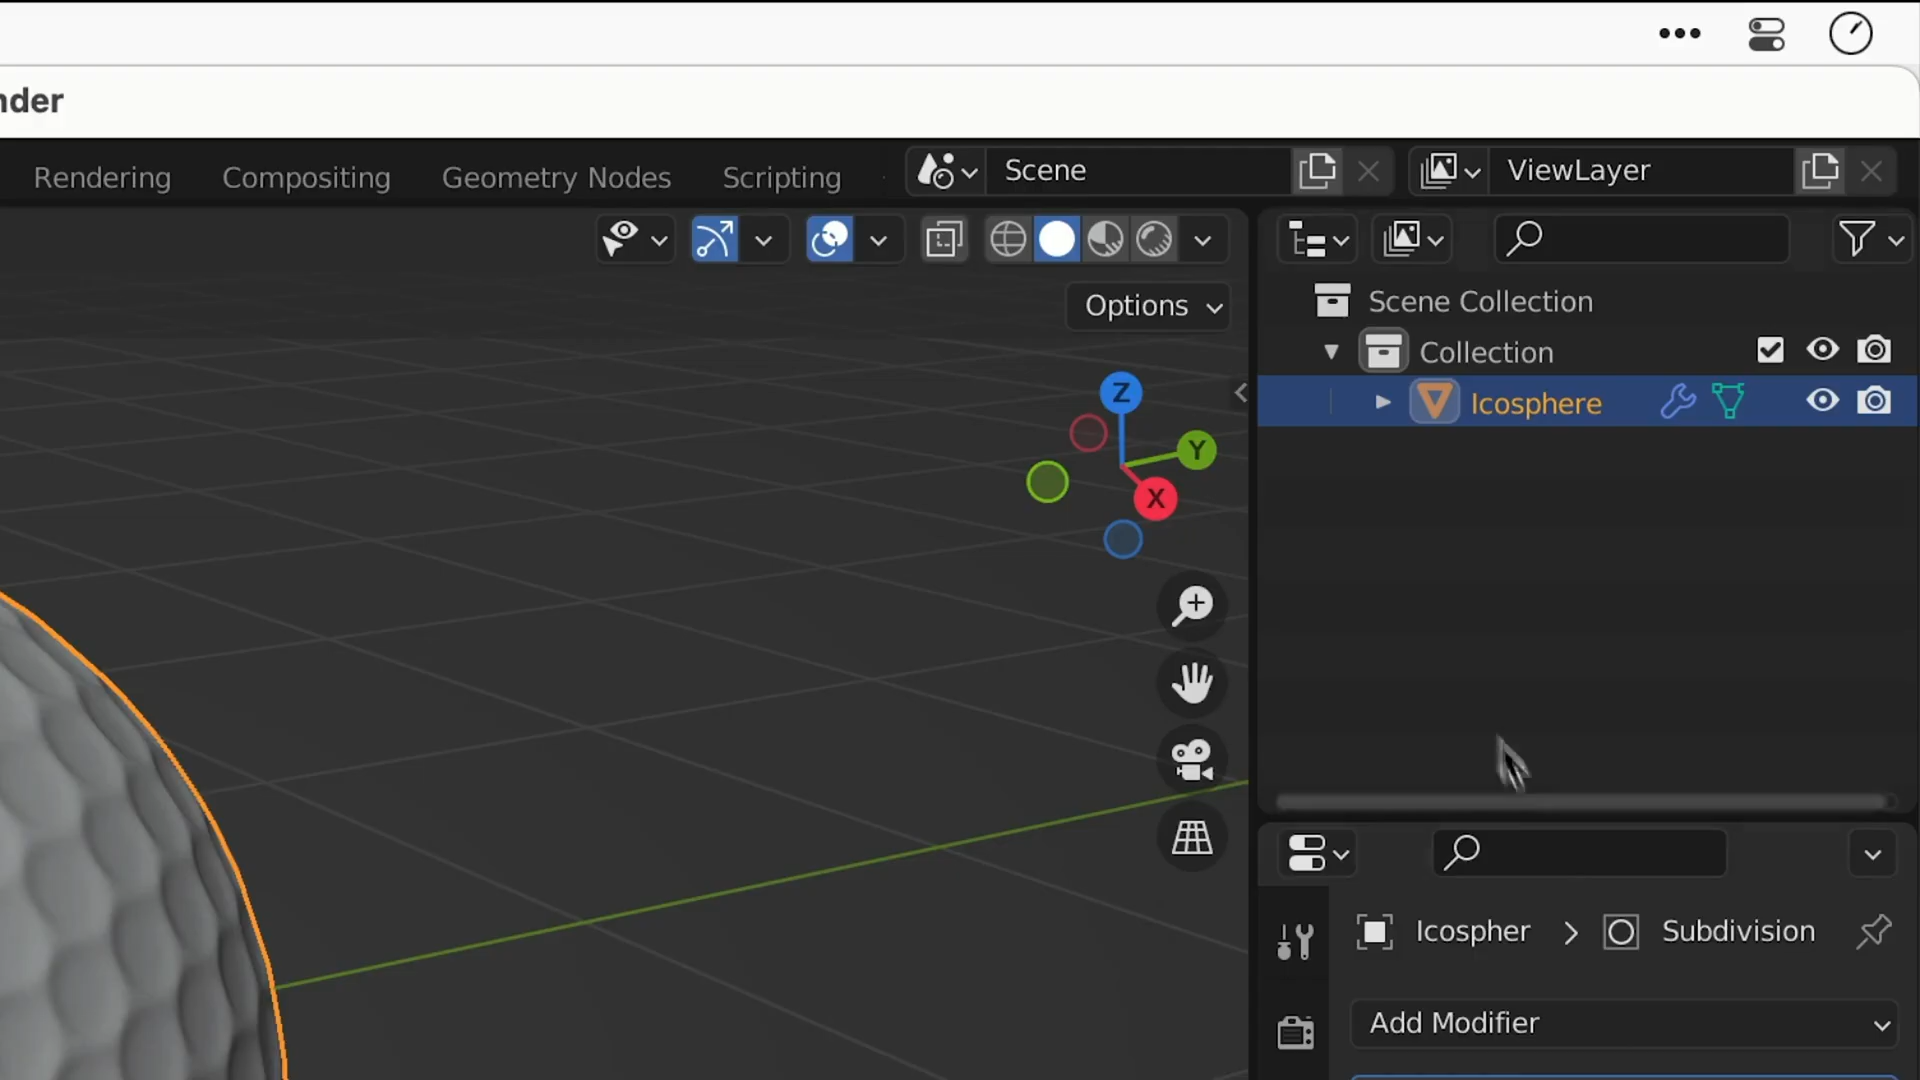 nder
Rendering Compositing Geometry Nodes Scripting Scene ViewLayer
Options
Scene Collection
Collection
Icosphere
Z
Y
X
Icospher > Subdivision
Add Modifier